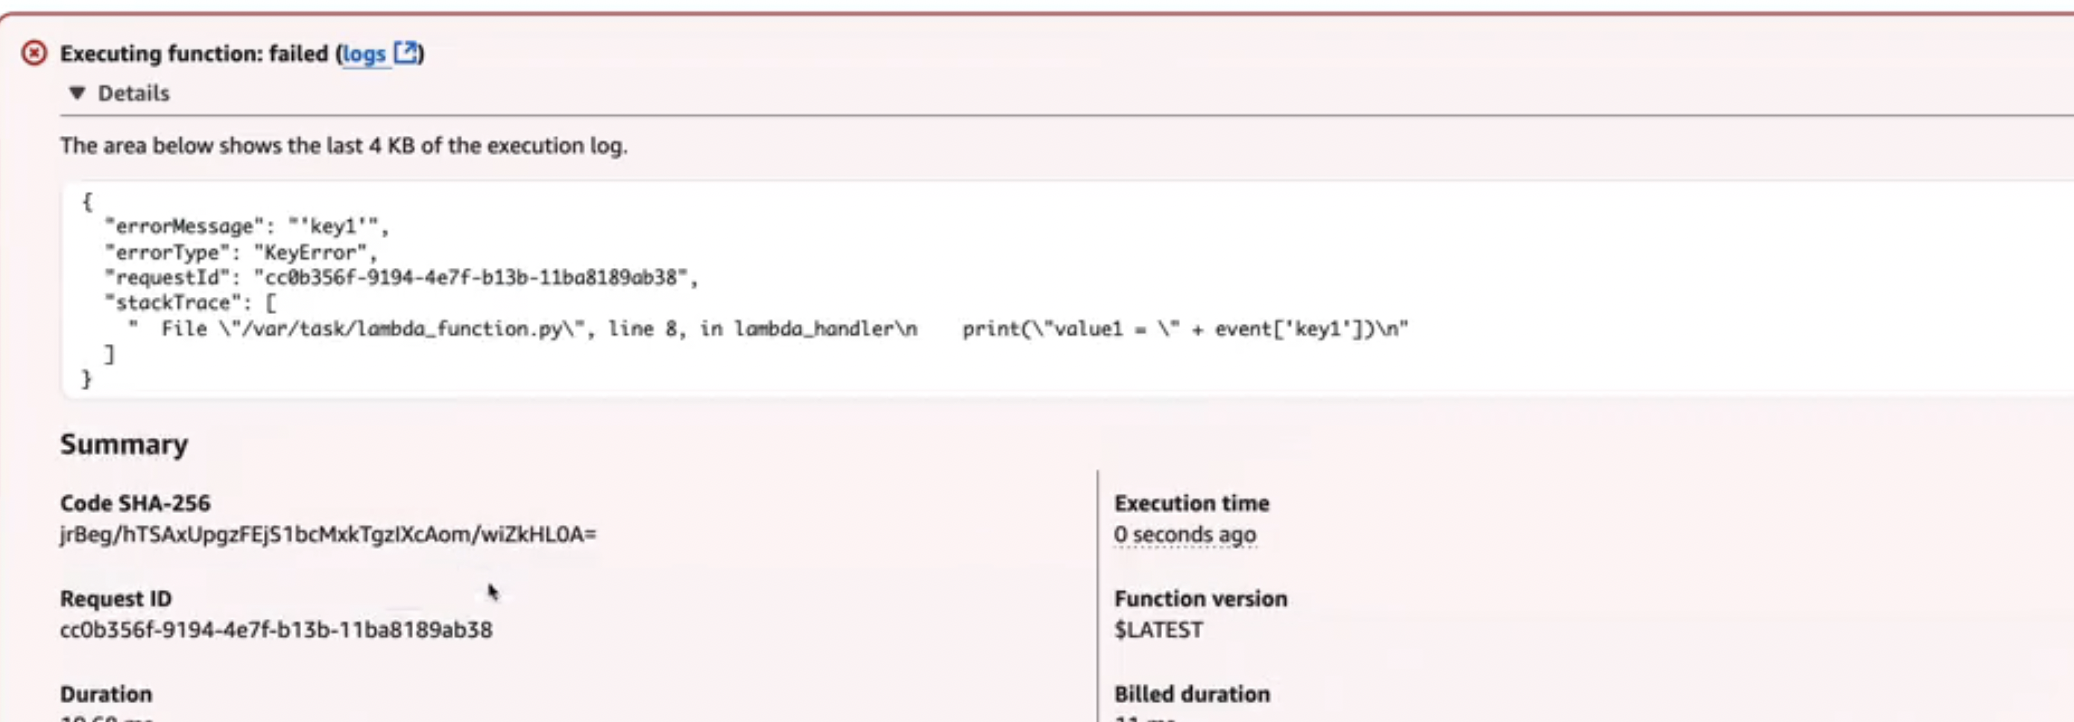 Executing function: failed (logs)
Details
The area below shows the last 4 KB of the execution log.
{
"errorMessage": "'key1'",
"errorType": "KeyError",
"requestId": "cc0b356f-9194-4e7f-b13b-11ba8189ab38",
"stackTrace": [
"  File \"/var/task/lambda_function.py\", line 8, in lambda_handler\n    print(\"value1 = \" + event['key1'])\n"
]
}
Summary
Code SHA-256
Execution time
jrBeg/hTSAxUpgzFEjS1bcMxkTgzIXcAom/wiZkHL0A=
0 seconds ago
Request ID
Function version
cc0b356f-9194-4e7f-b13b-11ba8189ab38
$LATEST
Duration
Billed duration